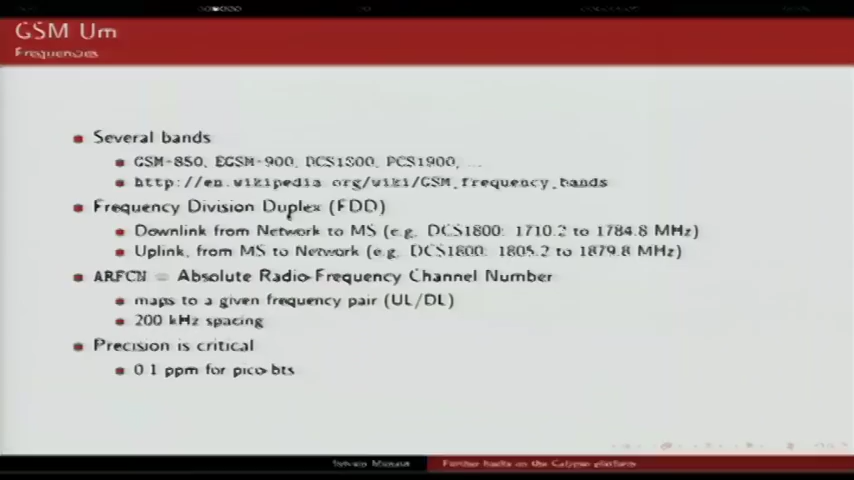 GSM Um
Frequencies
Several bands
GSM-850, EGSM-900, DCS1800, PCS1900, ...
http://en.wikipedia.org/wiki/GSM_frequency_bands
Frequency Division Duplex (FDD)
Downlink from Network to MS (e.g. DCS1800: 1710.2 to 1784.8 MHz)
Uplink, from MS to Network (e.g. DCS1800: 1805.2 to 1879.8 MHz)
ARFCN = Absolute Radio-Frequency Channel Number
maps to a given frequency pair (UL/DL)
200 kHz spacing
Precision is critical
0.1 ppm for pico-bts
Sylvain Munaut
Further hacks on the Calypso platform